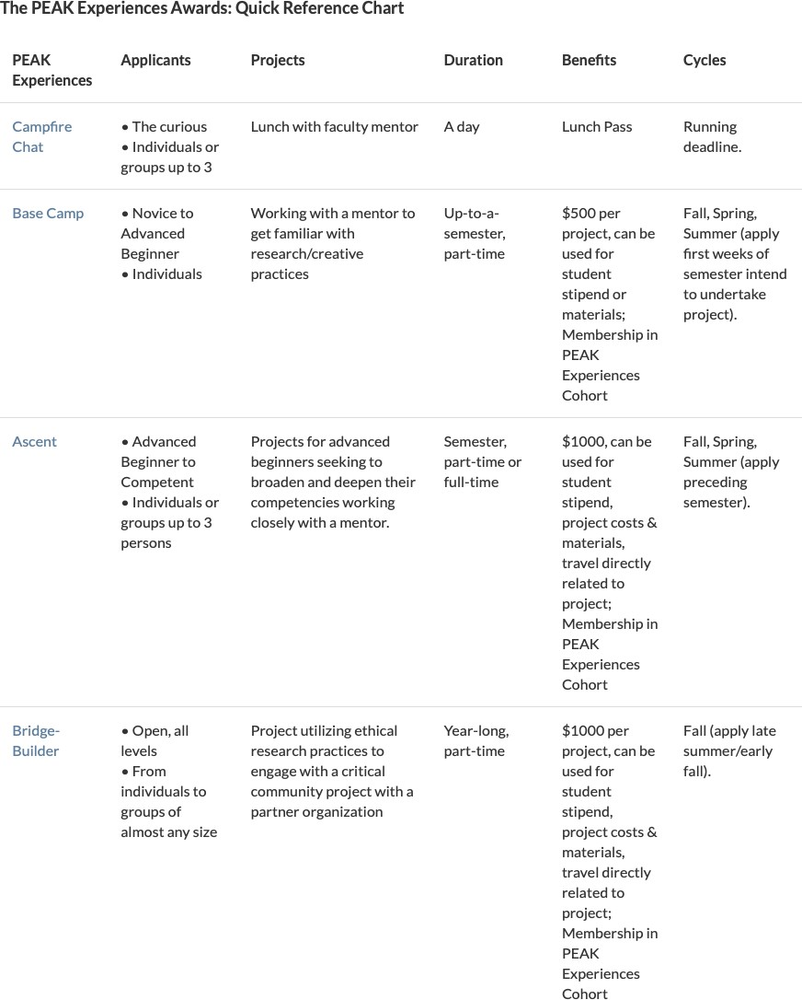 The PEAK Experiences Awards: Quick Reference Chart
PEAK
Experiences
Applicants
Projects
Duration
Benefits
Cycles
Campfire
Chat
• The curious
• Individuals or
groups up to 3
Lunch with faculty mentor
A day
Lunch Pass
Running
deadline.
Base Camp
• Novice to
Advanced
Beginner
• Individuals
Working with a mentor to
get familiar with
research/creative
practices
Up-to-a-
semester,
part-time
$500 per
project, can be
used for
student
stipend or
materials;
Membership in
PEAK
Experiences
Cohort
Fall, Spring,
Summer (apply
first weeks of
semester intend
to undertake
project).
Ascent
• Advanced
Beginner to
Competent
• Individuals or
groups up to 3
persons
Projects for advanced
beginners seeking to
broaden and deepen their
competencies working
closely with a mentor.
Semester,
part-time or
full-time
$1000, can be
used for
student
stipend,
project costs &
materials,
travel directly
related to
project;
Membership in
PEAK
Experiences
Cohort
Fall, Spring,
Summer (apply
preceding
semester).
Bridge-
Builder
• Open, all
levels
• From
individuals to
groups of
almost any size
Project utilizing ethical
research practices to
engage with a critical
community project with a
partner organization
Year-long,
part-time
$1000 per
project, can be
used for
student
stipend,
project costs &
materials,
travel directly
related to
project;
Membership in
PEAK
Experiences
Cohort
Fall (apply late
summer/early
fall).